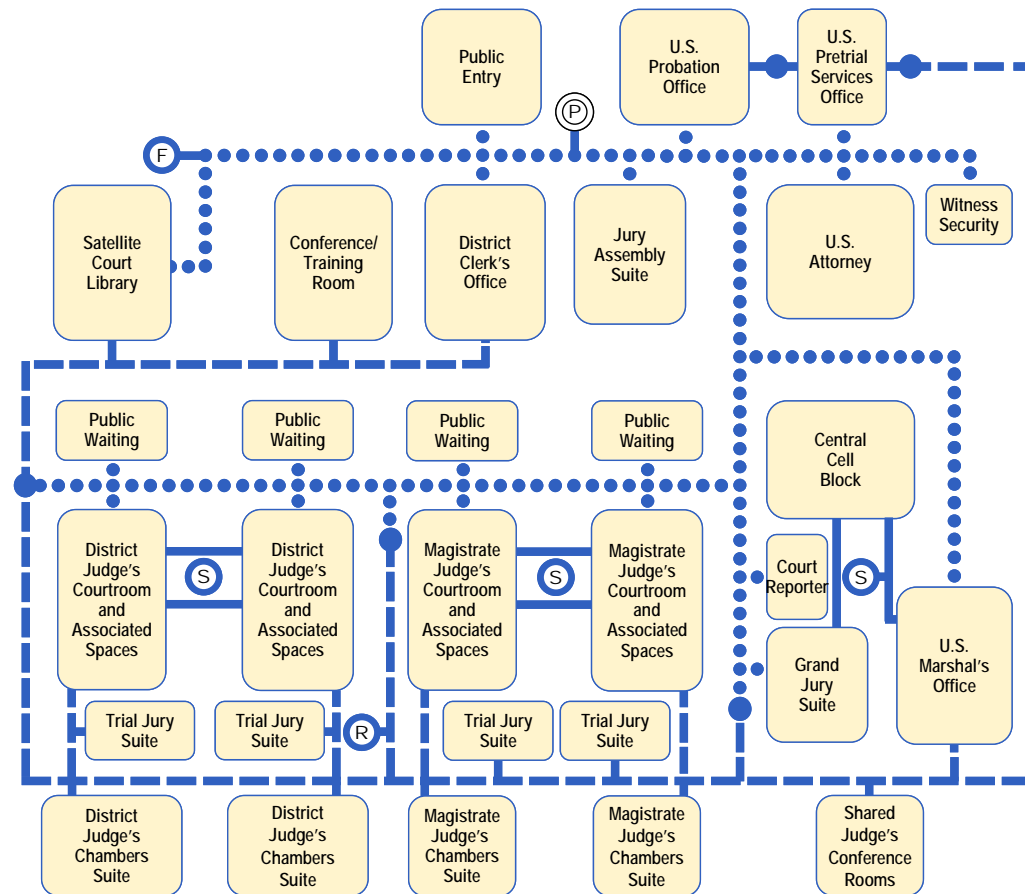 Public
Entry
U.S.
Probation
Office
U.S.
Pretrial
Services
Office
P
F
Satellite
Court
Library
Conference/
Training
Room
District
Clerk's
Office
Jury
Assembly
Suite
U.S.
Attorney
Witness
Security
Public
Waiting
Public
Waiting
Public
Waiting
Public
Waiting
Central
Cell
Block
District
Judge's
Courtroom
and
Associated
Spaces
S
District
Judge's
Courtroom
and
Associated
Spaces
Magistrate
Judge's
Courtroom
and
Associated
Spaces
S
Magistrate
Judge's
Courtroom
and
Associated
Spaces
Court
Reporter
S
Grand
Jury
Suite
U.S.
Marshal's
Office
Trial Jury
Suite
Trial Jury
Suite
R
Trial Jury
Suite
Trial Jury
Suite
District
Judge's
Chambers
Suite
District
Judge's
Chambers
Suite
Magistrate
Judge's
Chambers
Suite
Magistrate
Judge's
Chambers
Suite
Shared
Judge's
Conference
Rooms